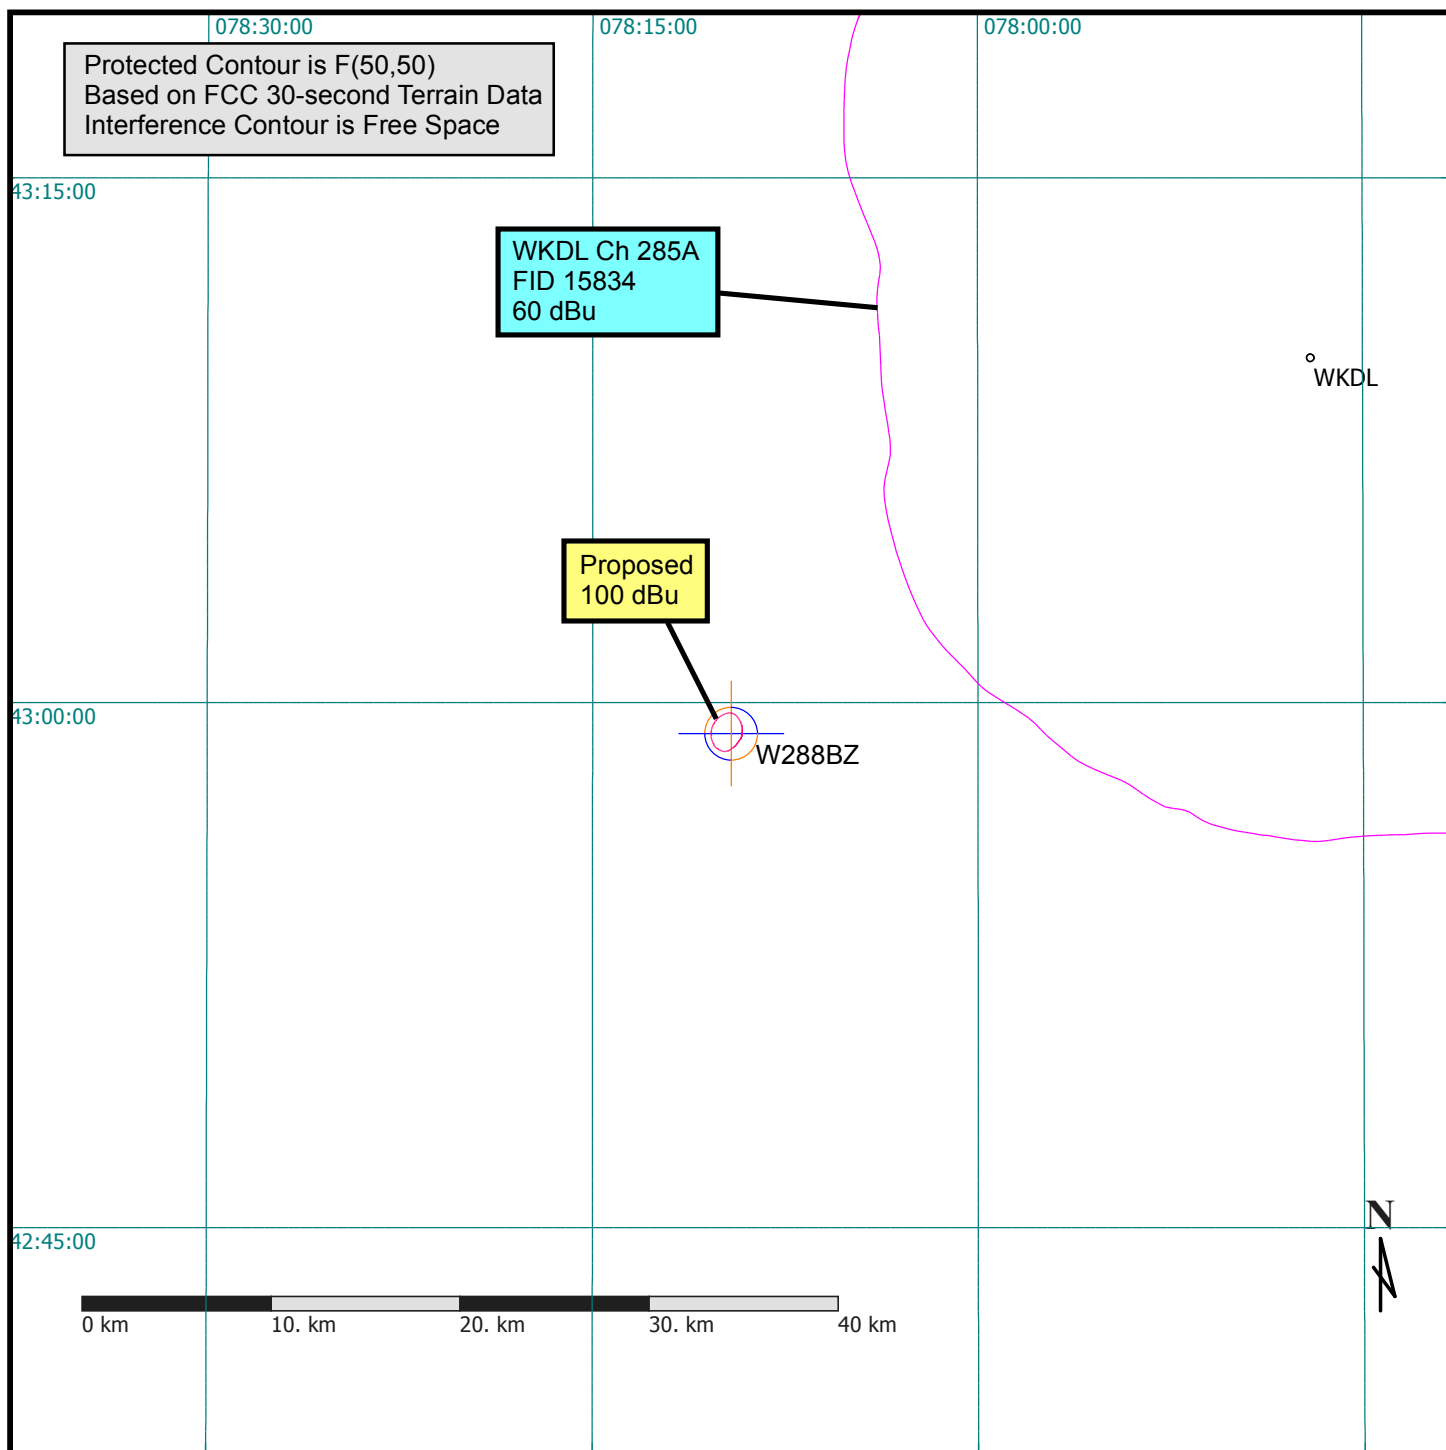 078:30:00
078:15:00
078:00:00
Protected Contour is F(50,50)
Based on FCC 30-second Terrain Data
Interference Contour is Free Space
43:15:00
WKDL Ch 285A
FID 15834
60 dBu
WKDL
Proposed
100 dBu
43:00:00
W288BZ
N
42:45:00
0 km
10. km
20. km
30. km
40 km